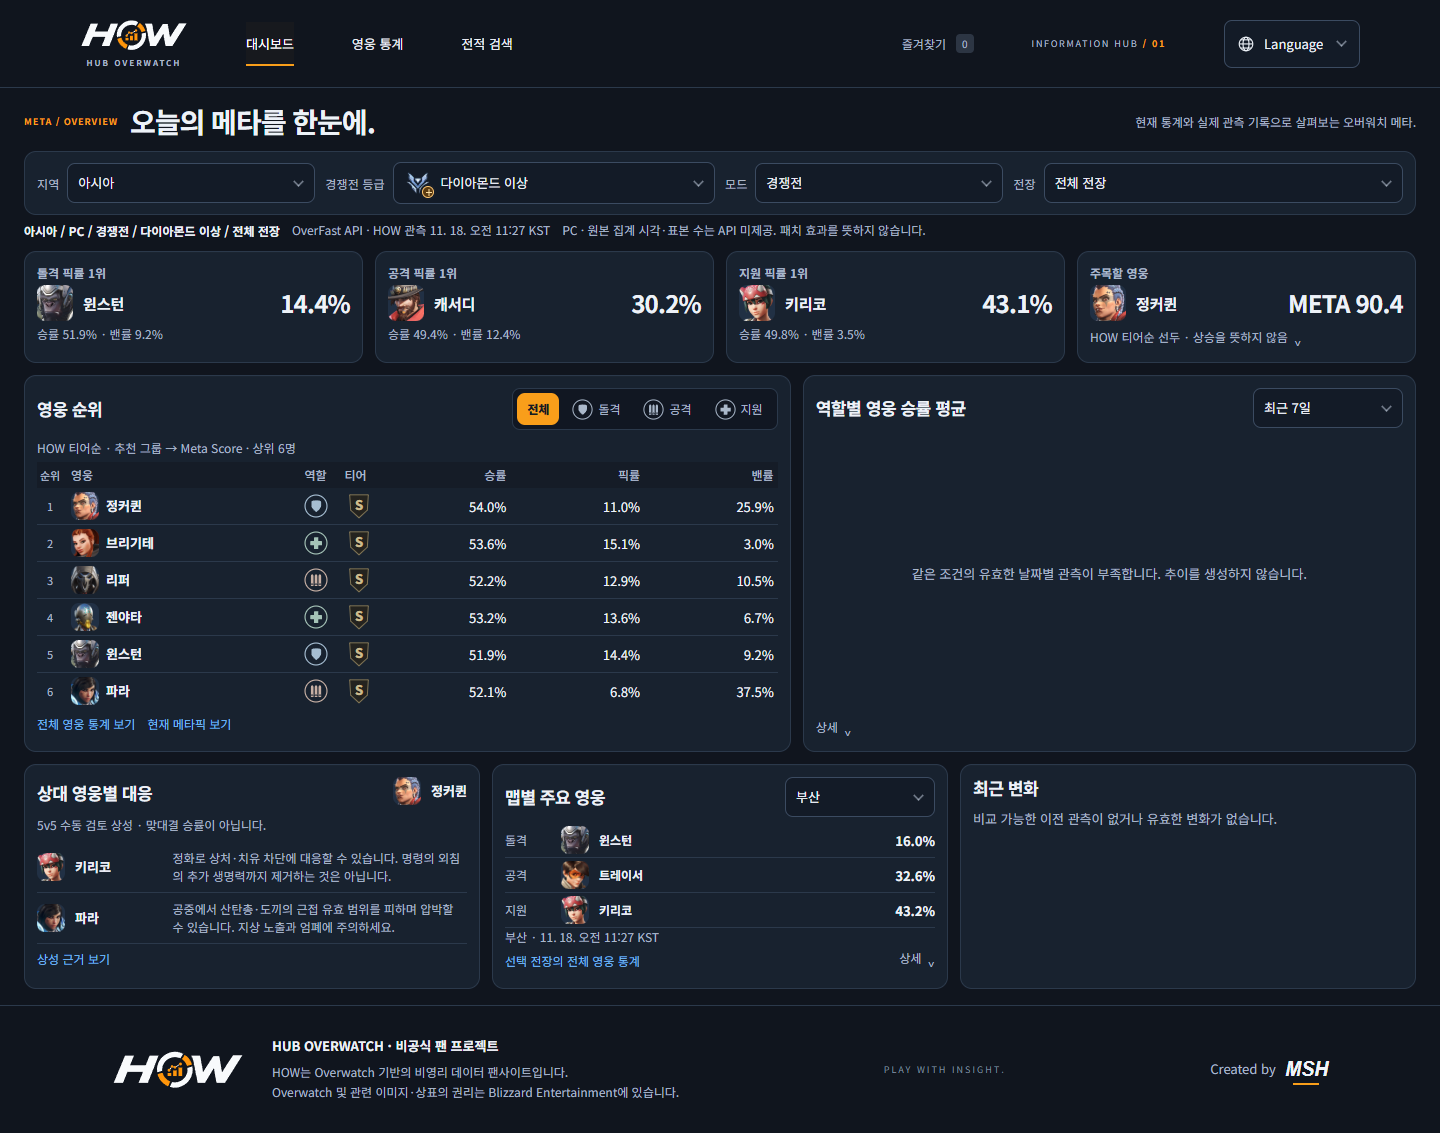 HOW
HUB OVERWATCH
대시보드
영웅 통계
전적 검색
즐겨찾기 0
INFORMATION HUB / 01
Language
META / OVERVIEW
오늘의 메타를 한눈에.
현재 통계와 실제 관측 기록으로 살펴보는 오버워치 메타.
지역 아시아
경쟁전 등급 다이아몬드 이상
모드 경쟁전
전장 전체 전장
아시아 / PC / 경쟁전 / 다이아몬드 이상 / 전체 전장 OverFast API · HOW 관측 11. 18. 오전 11:27 KST PC · 원본 집계 시각·표본 수는 API 미제공. 패치 효과를 뜻하지 않습니다.
돌격 픽률 1위
윈스턴 14.4%
승률 51.9% · 밴률 9.2%
공격 픽률 1위
캐서디 30.2%
승률 49.4% · 밴률 12.4%
지원 픽률 1위
키리코 43.1%
승률 49.8% · 밴률 3.5%
주목할 영웅
정커퀸 META 90.4
HOW 티어순 선두 · 상승을 뜻하지 않음
영웅 순위
전체 돌격 공격 지원
HOW 티어순 · 추천 그룹 → Meta Score · 상위 6명
순위 영웅 역할 티어 승률 픽률 밴률
1 정커퀸 S 54.0% 11.0% 25.9%
2 브리기테 S 53.6% 15.1% 3.0%
3 리퍼 S 52.2% 12.9% 10.5%
4 젠야타 S 53.2% 13.6% 6.7%
5 윈스턴 S 51.9% 14.4% 9.2%
6 파라 S 52.1% 6.8% 37.5%
전체 영웅 통계 보기 현재 메타픽 보기
역할별 영웅 승률 평균
최근 7일
같은 조건의 유효한 날짜별 관측이 부족합니다. 추이를 생성하지 않습니다.
상세
상대 영웅별 대응
정커퀸
5v5 수동 검토 상성 · 맞대결 승률이 아닙니다.
키리코
정화로 상처·치유 차단에 대응할 수 있습니다. 명령의 외침
의 추가 생명력까지 제거하는 것은 아닙니다.
파라
공중에서 산탄총·도끼의 근접 유효 범위를 피하며 압박할
수 있습니다. 지상 노출과 엄폐에 주의하세요.
상성 근거 보기
맵별 주요 영웅
부산
돌격 윈스턴 16.0%
공격 트레이서 32.6%
지원 키리코 43.2%
부산 · 11. 18. 오전 11:27 KST
선택 전장의 전체 영웅 통계
상세
최근 변화
비교 가능한 이전 관측이 없거나 유효한 변화가 없습니다.
HOW
HUB OVERWATCH · 비공식 팬 프로젝트
HOW는 Overwatch 기반의 비영리 데이터 팬사이트입니다.
Overwatch 및 관련 이미지·상표의 권리는 Blizzard Entertainment에 있습니다.
PLAY WITH INSIGHT.
Created by MSH